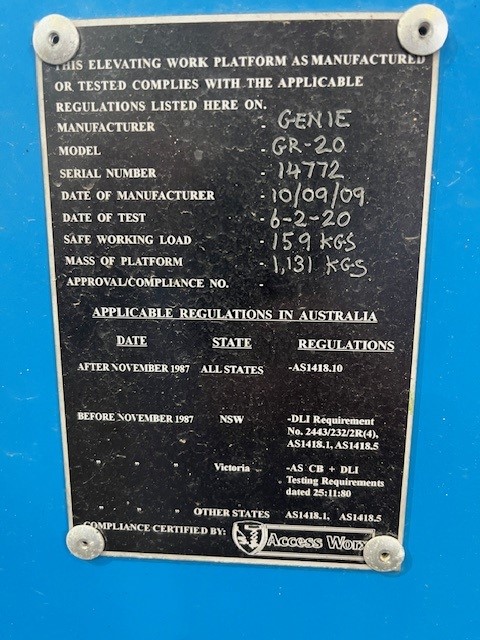 THIS ELEVATING WORK PLATFORM AS MANUFACTURED
OR TESTED COMPLIES WITH THE APPLICABLE
REGULATIONS LISTED HERE ON.
MANUFACTURER - GENIE
MODEL - GR-20
SERIAL NUMBER - 14772
DATE OF MANUFACTURER - 10/09/09
DATE OF TEST - 6-2-20
SAFE WORKING LOAD - 159 KGS
MASS OF PLATFORM - 1,131 KGS
APPROVAL/COMPLIANCE NO. -
APPLICABLE REGULATIONS IN AUSTRALIA
DATE STATE REGULATIONS
AFTER NOVEMBER 1987 ALL STATES -AS1418.10
BEFORE NOVEMBER 1987 NSW -DLI Requirement
No. 2443/232/2R(4),
AS1418.1, AS1418.5
" " " Victoria -AS CB + DLI
Testing Requirements
dated 25:11:80
" " " OTHER STATES AS1418.1, AS1418.5
COMPLIANCE CERTIFIED BY: Access Worx